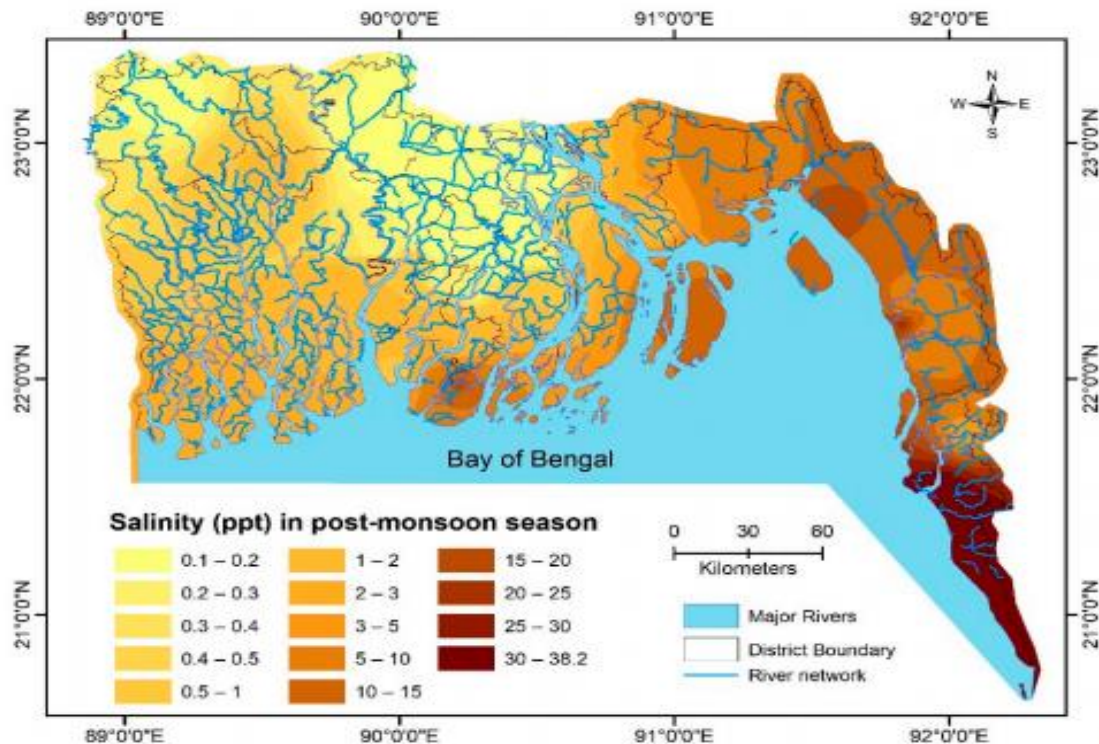 89°0'0"E 90°0'0"E 91°0'0"E 92°0'0"E
N
W E
S
23°0'0"N 23°0'0"N
22°0'0"N 22°0'0"N
Bay of Bengal
Salinity (ppt) in post-monsoon season
0.1 – 0.2 1 – 2 15 – 20
0.2 – 0.3 2 – 3 20 – 25
0.3 – 0.4 3 – 5 25 – 30
0.4 – 0.5 5 – 10 30 – 38.2
0.5 – 1 10 – 15
0 30 60
Kilometers
Major Rivers
District Boundary
River network
21°0'0"N 21°0'0"N
89°0'0"E 90°0'0"E 91°0'0"E 92°0'0"E